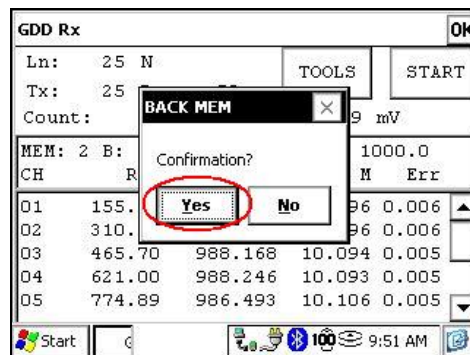 GDD Rx OK
Ln: 25 N
TOOLS START
Tx: 25
Count: 9 mV
BACK MEM
Confirmation?
Yes No
MEM: 2 B: 1000.0
CH R M Err
01 155. 96 0.006
02 310. 96 0.006
03 465.70 988.168 10.094 0.005
04 621.00 988.246 10.093 0.005
05 774.89 986.493 10.106 0.005
Start 100 9:51 AM